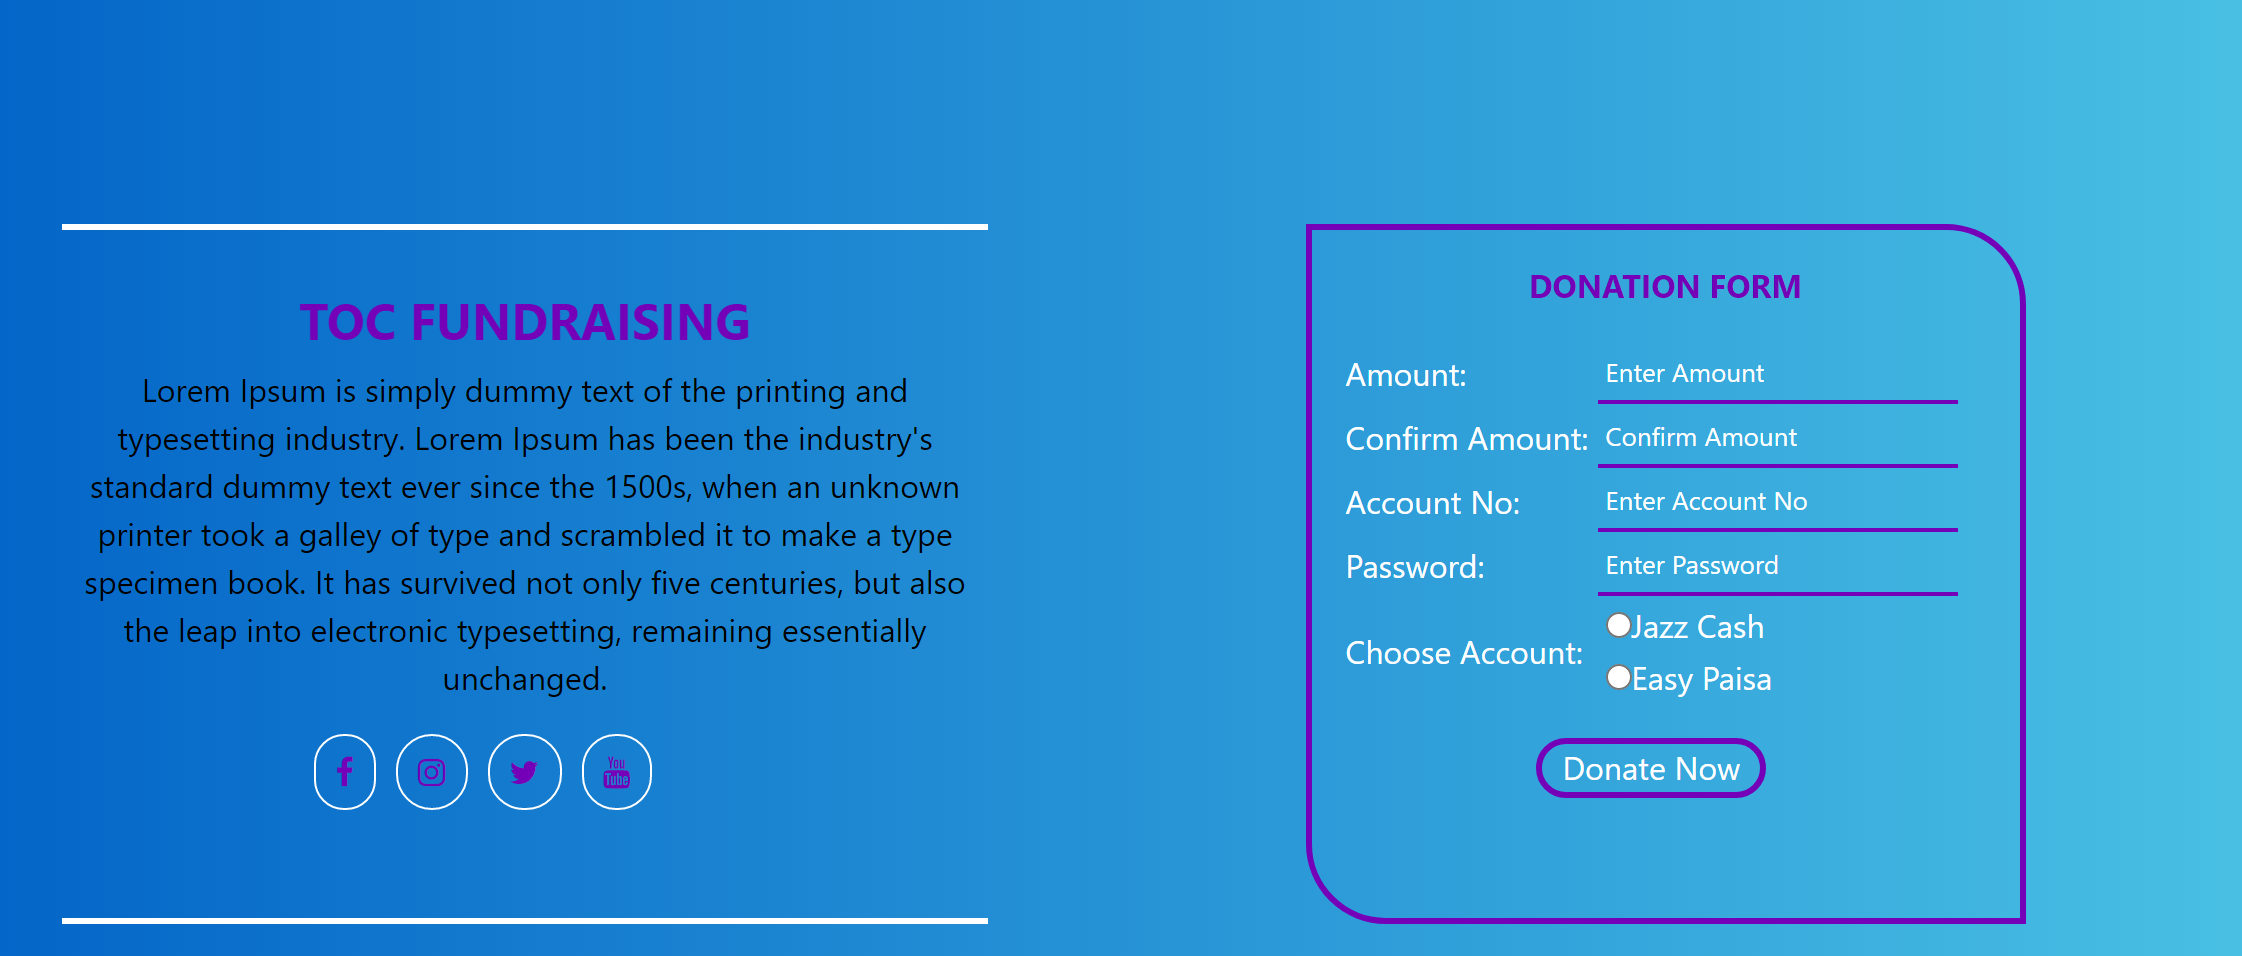 TOC FUNDRAISING
Lorem Ipsum is simply dummy text of the printing and
typesetting industry. Lorem Ipsum has been the industry's
standard dummy text ever since the 1500s, when an unknown
printer took a galley of type and scrambled it to make a type
specimen book. It has survived not only five centuries, but also
the leap into electronic typesetting, remaining essentially
unchanged.
You
Tube
DONATION FORM
Amount: Enter Amount
Confirm Amount: Confirm Amount
Account No: Enter Account No
Password: Enter Password
Choose Account:
Jazz Cash
Easy Paisa
Donate Now